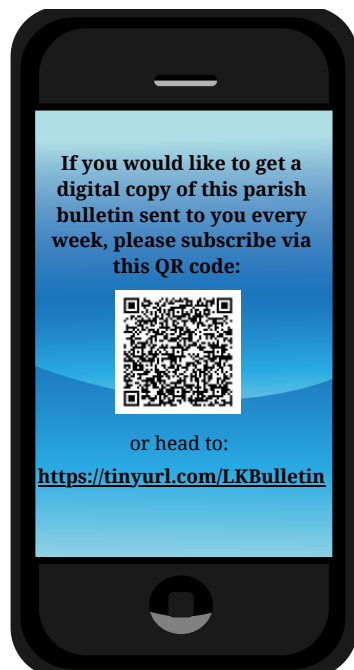 If you would like to get a
digital copy of this parish
bulletin sent to you every
week, please subscribe via
this QR code:
or head to:
https://tinyurl.com/LKBulletin